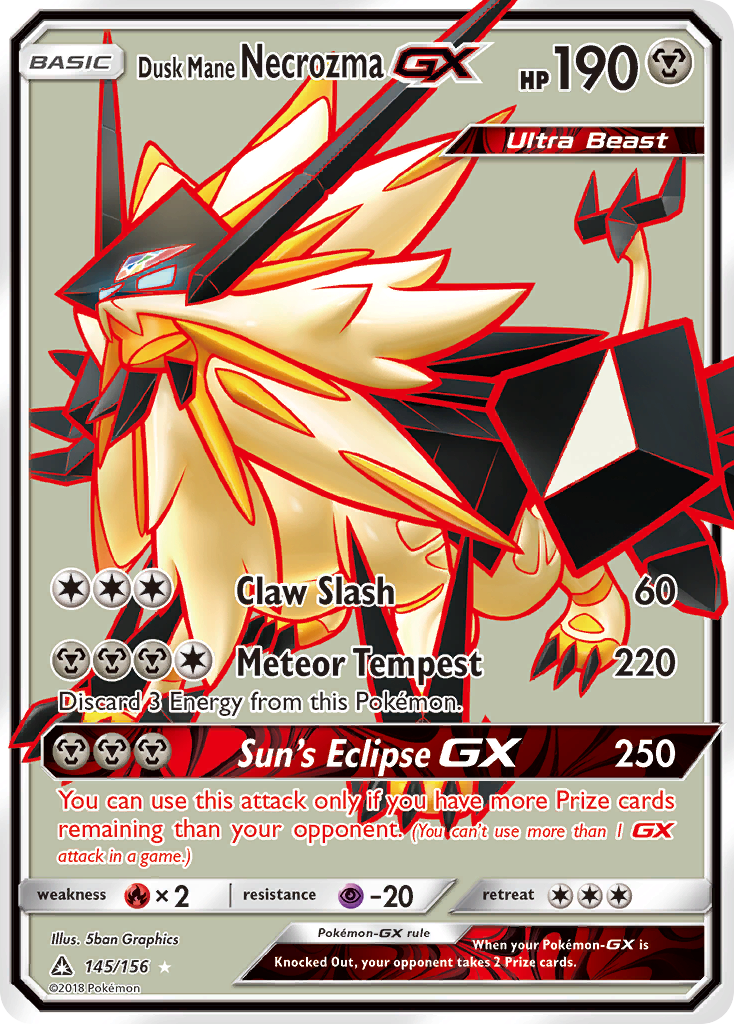 BASIC Dusk Mane Necrozma GX HP 190
Ultra Beast
Claw Slash 60
Meteor Tempest 220
Discard 3 Energy from this Pokémon.
Sun's Eclipse GX 250
You can use this attack only if you have more Prize cards
remaining than your opponent. (You can't use more than 1 GX
attack in a game.)
weakness × 2 resistance -20 retreat
Illus. 5ban Graphics
Pokémon-GX rule
When your Pokémon-GX is
Knocked Out, your opponent takes 2 Prize cards.
145/156
©2018 Pokémon